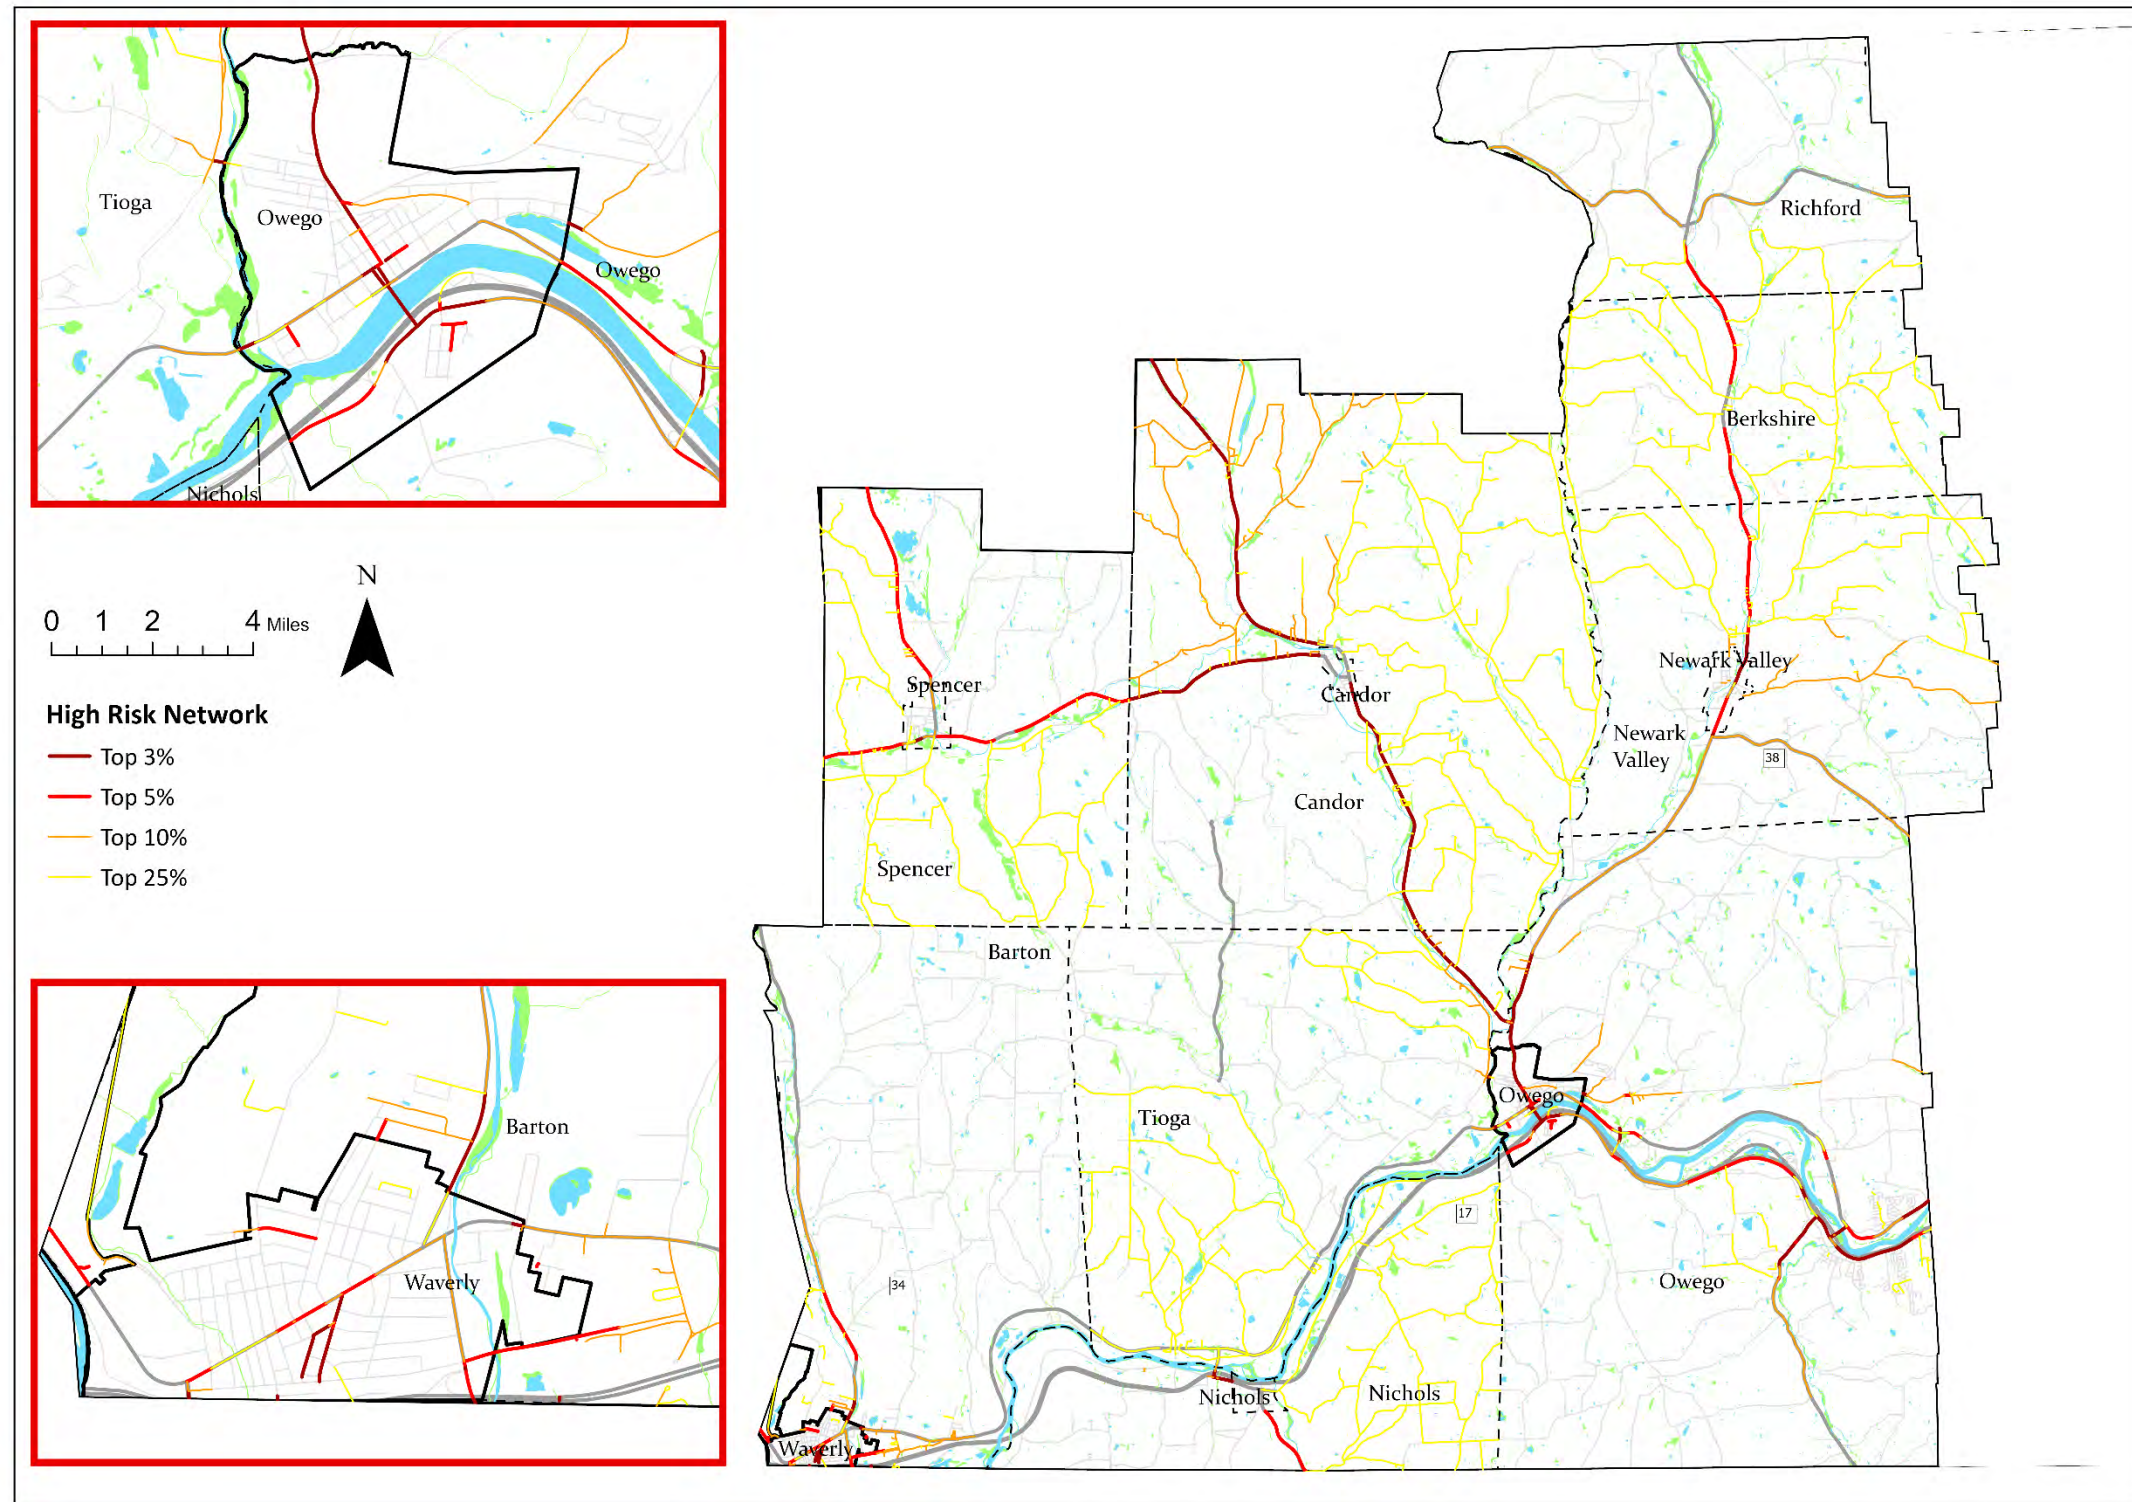 Tioga
Owego
Owego
Nichols
N
0 1 2 4 Miles
High Risk Network
Top 3%
Top 5%
Top 10%
Top 25%
Barton
Waverly
Richford
Berkshire
Newark Valley
Newark
Valley
38
Spencer
Candor
Candor
Spencer
Barton
Owego
Tioga
17
34
Owego
Nichols
Nichols
Waverly